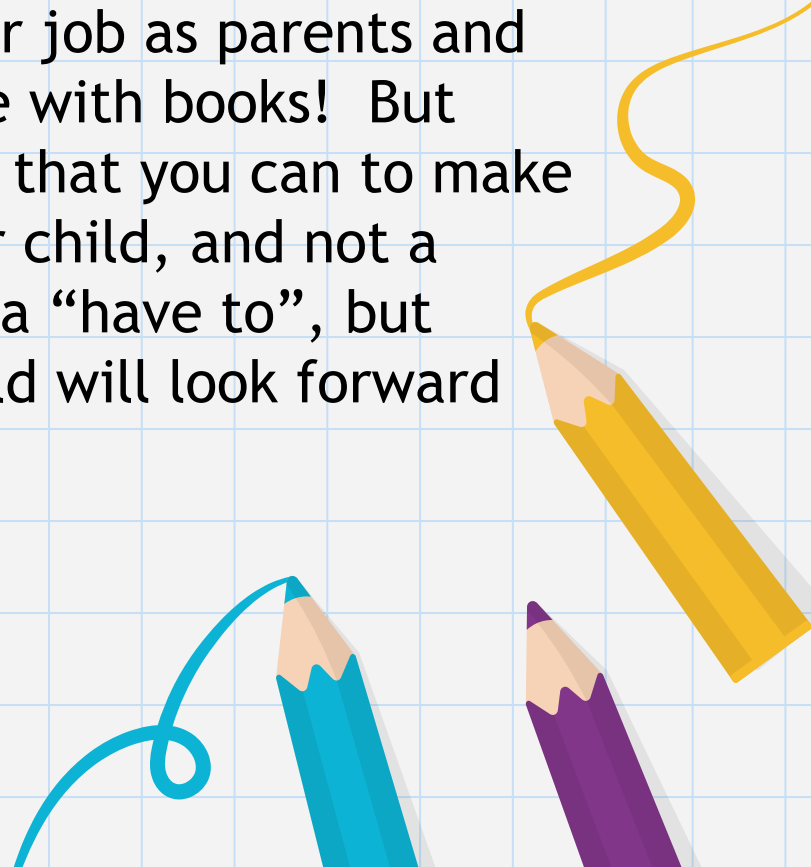 r job as parents and
e with books!  But
that you can to make
r child, and not a
a “have to”, but
d will look forward